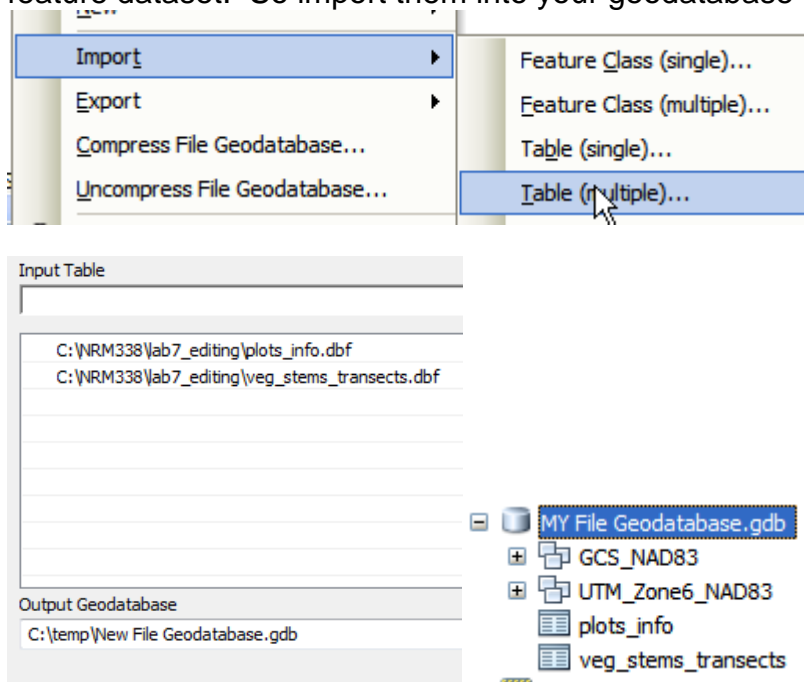 feature dataset. So import them into your geodatabase
New
Import
Export
Compress File Geodatabase...
Uncompress File Geodatabase...
Feature Class (single)...
Feature Class (multiple)...
Table (single)...
Table (multiple)...
Input Table
C:\NRM338\lab7_editing\plots_info.dbf
C:\NRM338\lab7_editing\veg_stems_transects.dbf
Output Geodatabase
C:\temp\New File Geodatabase.gdb
MY File Geodatabase.gdb
GCS_NAD83
UTM_Zone6_NAD83
plots_info
veg_stems_transects